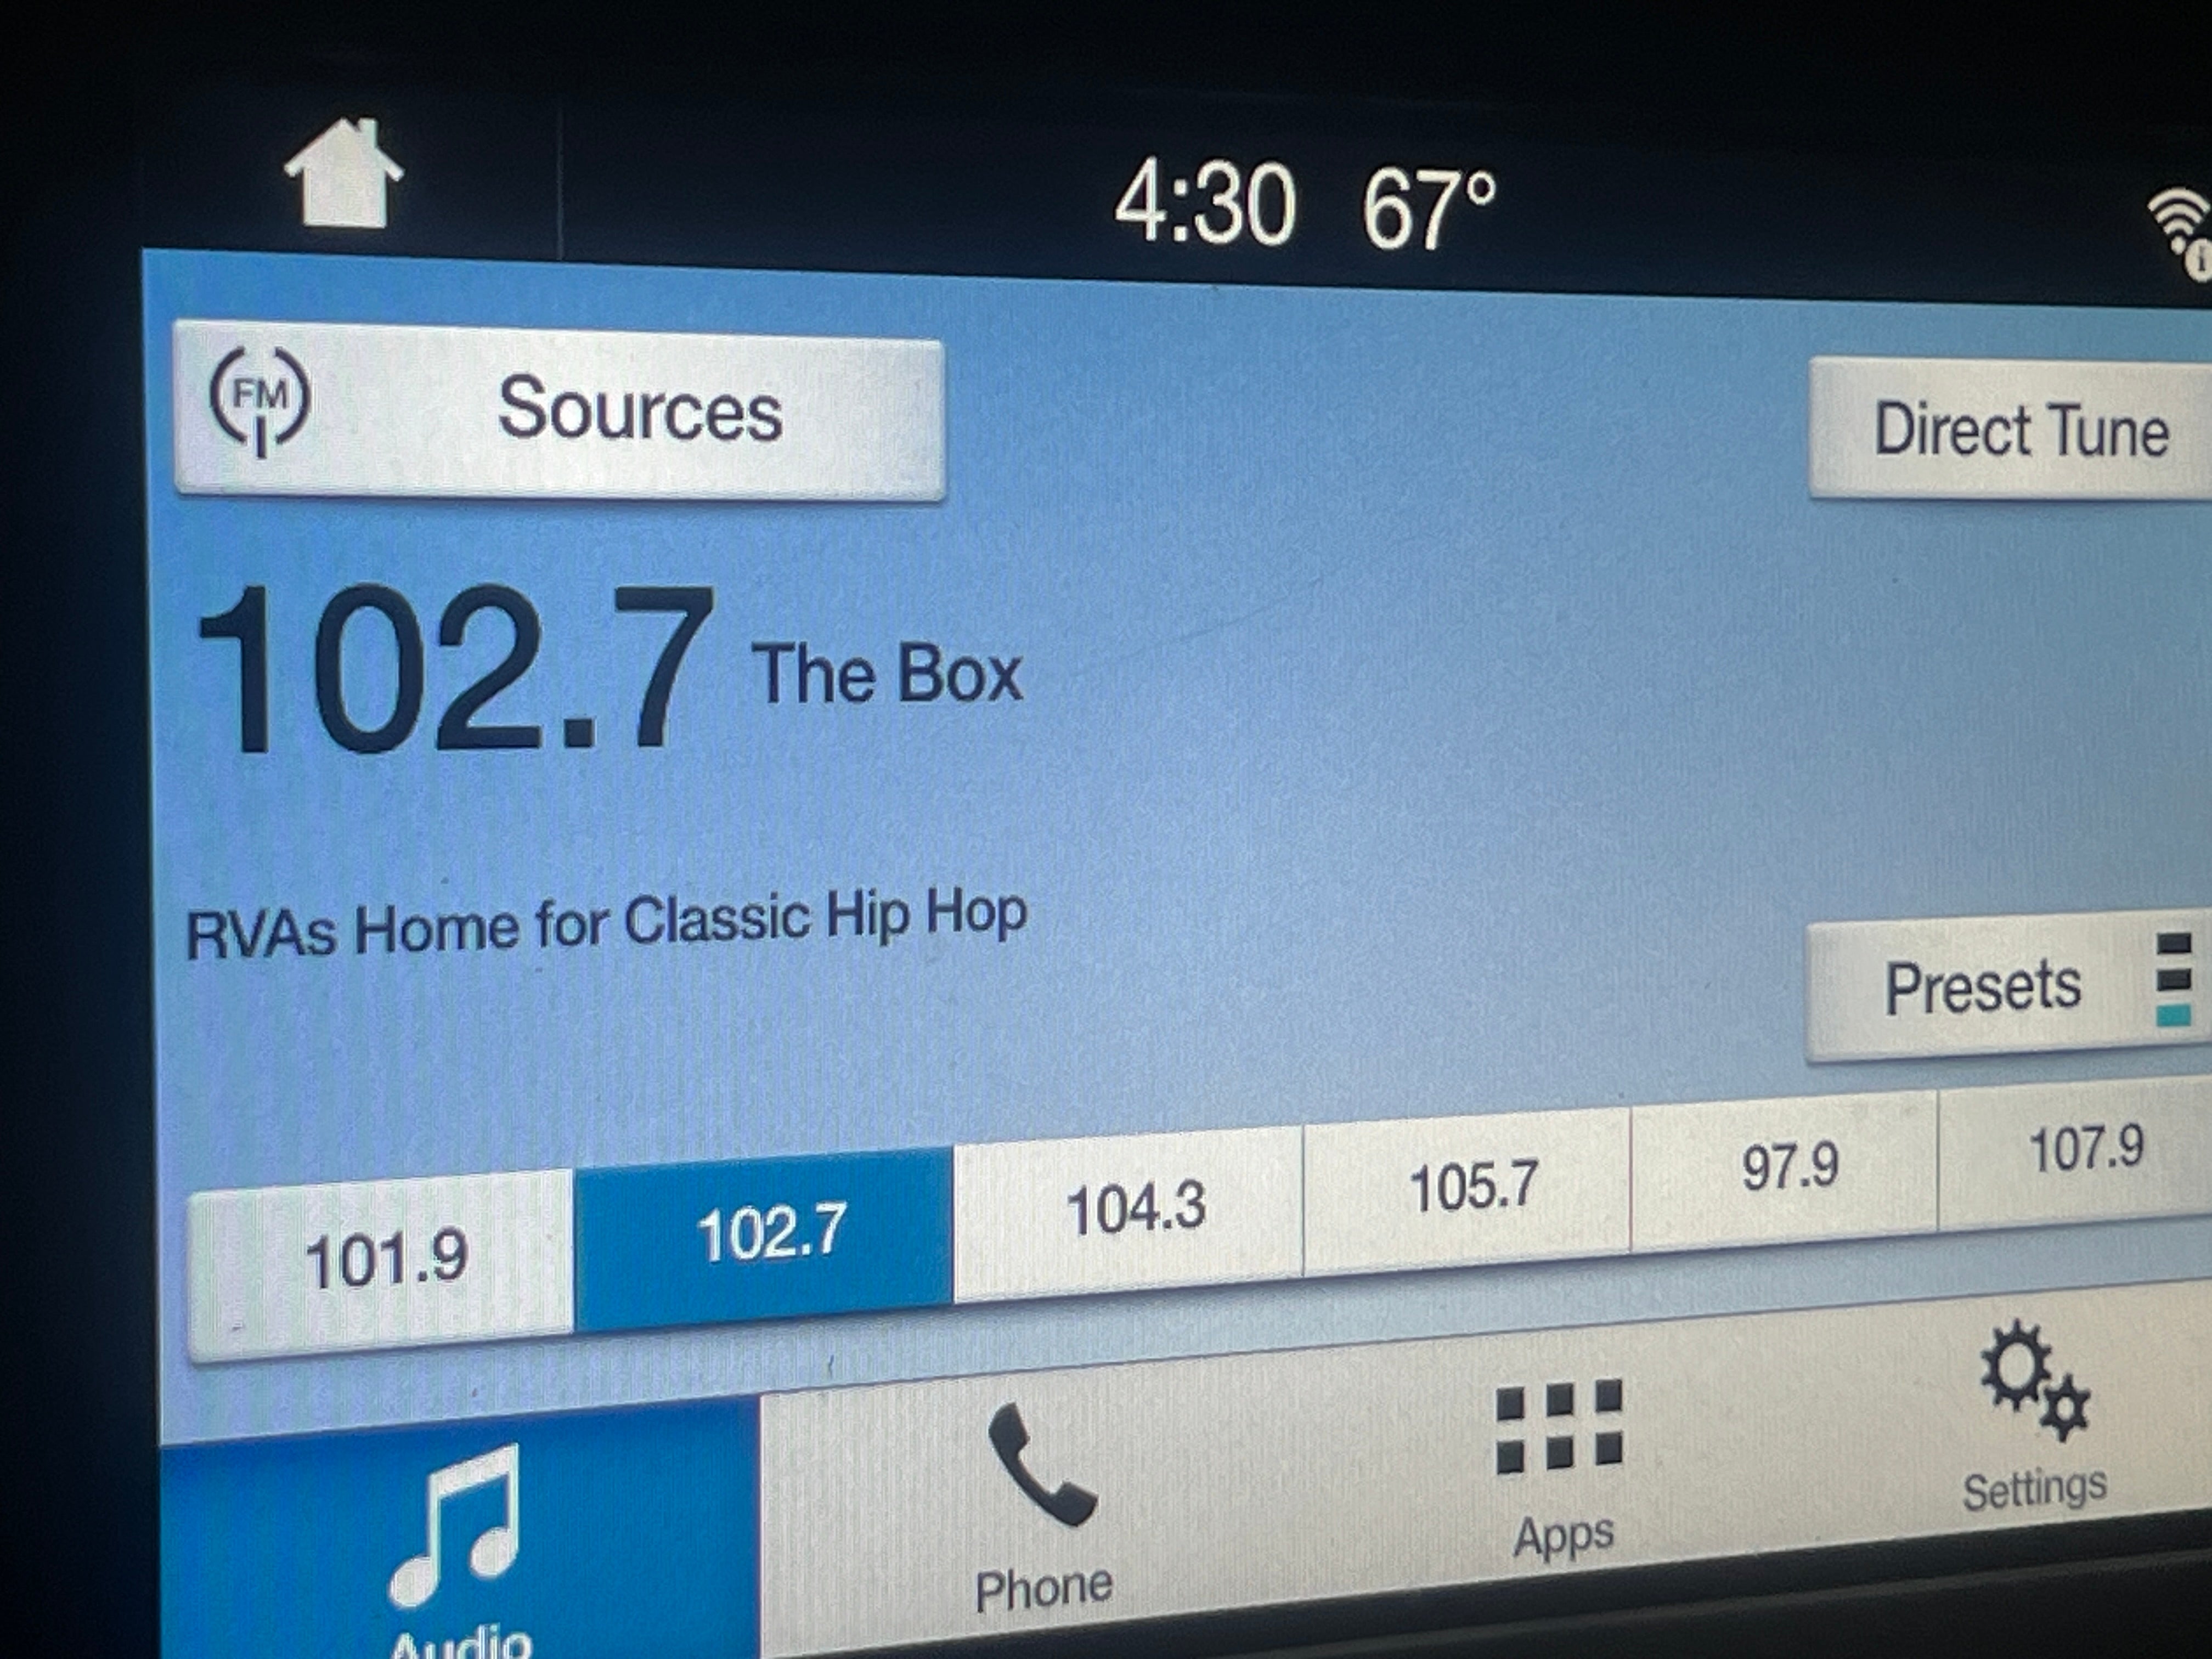 4:30 67°
FM Sources
Direct Tune
102.7 The Box
RVAs Home for Classic Hip Hop
Presets
101.9 102.7 104.3 105.7 97.9 107.9
Audio Phone Apps Settings